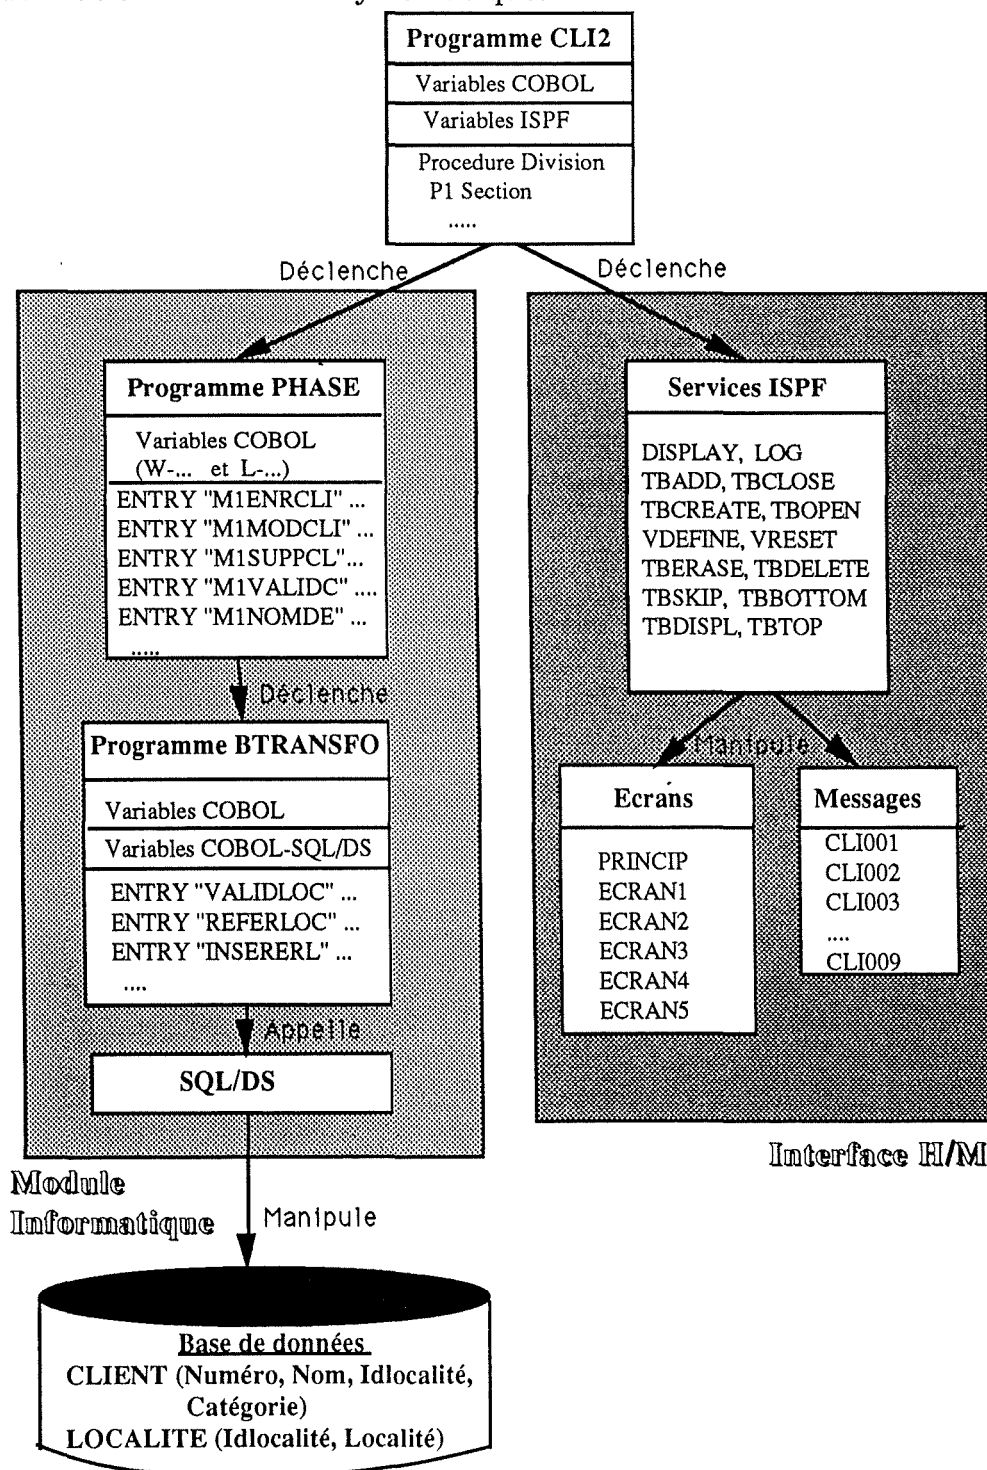 Programme CLI2
Variables COBOL
Variables ISPF
Procedure Division
P1 Section
.....
Déclenche
Déclenche
Programme PHASE
Variables COBOL
(W-... et L-...)
ENTRY "M1ENRCLI" ...
ENTRY "M1MODCLI" ...
ENTRY "M1SUPPCL"...
ENTRY "M1VALIDC" ....
ENTRY "M1NOMDE" ...
.....
Déclenche
Programme BTRANSFO
Variables COBOL
Variables COBOL-SQL/DS
ENTRY "VALIDLOC" ...
ENTRY "REFERLOC" ...
ENTRY "INSERERL" ...
....
Appelle
SQL/DS
Module
Informatique
Manipule
Services ISPF
DISPLAY, LOG
TBADD, TBCLOSE
TBCREATE, TBOPEN
VDEFINE, VRESET
TBERASE, TBDELETE
TBSKIP, TBBOTTOM
TBDISPL, TBTOP
Manipule
Ecrans
PRINCIP
ECRAN1
ECRAN2
ECRAN3
ECRAN4
ECRAN5
Messages
CLI001
CLI002
CLI003
....
CLI009
Interface H/M
Base de données
CLIENT (Numéro, Nom, Idlocalité,
Catégorie)
LOCALITE (Idlocalité, Localité)